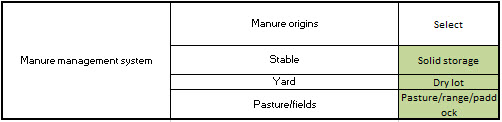 Manure management system
Manure origins Select
Stable Solid storage
Yard Dry lot
Pasture/fields Pasture/range/padd
ock